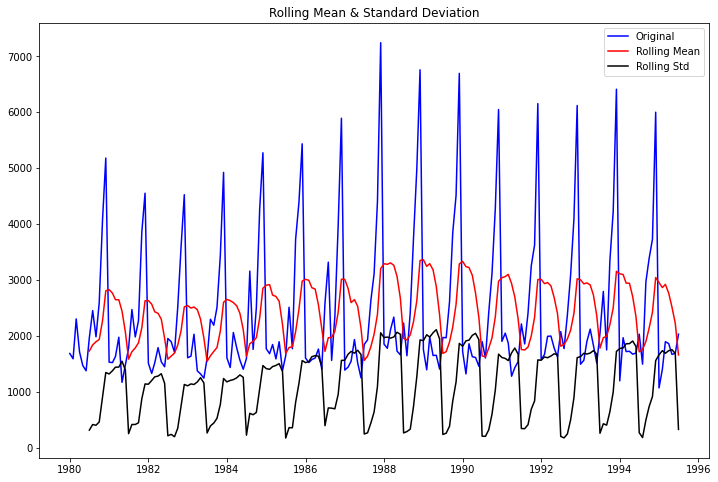 Rolling Mean & Standard Deviation
Original
Rolling Mean
Rolling Std
7000
6000
5000
4000
3000
2000
1000
0
1980 1982 1984 1986 1988 1990 1992 1994 1996